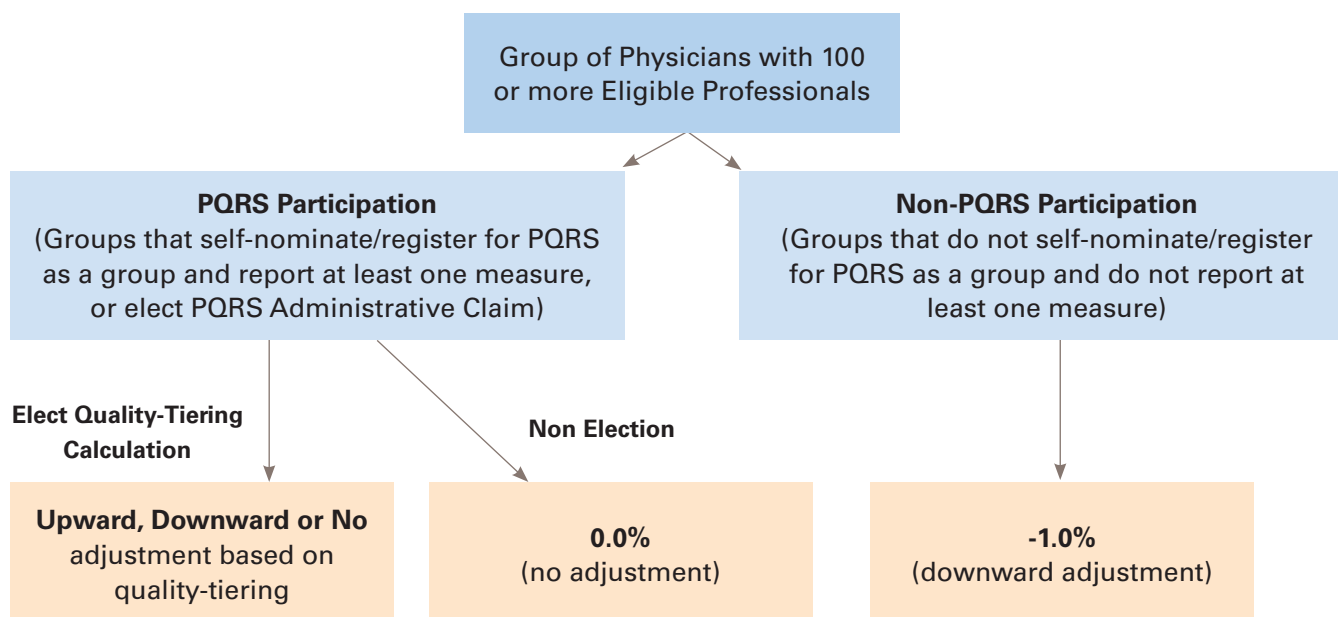 Group of Physicians with 100
or more Eligible Professionals
PQRS Participation
(Groups that self-nominate/register for PQRS
as a group and report at least one measure,
or elect PQRS Administrative Claim)
Non-PQRS Participation
(Groups that do not self-nominate/register
for PQRS as a group and do not report at
least one measure)
Elect Quality-Tiering
Calculation
Non Election
Upward, Downward or No
adjustment based on
quality-tiering
0.0%
(no adjustment)
-1.0%
(downward adjustment)